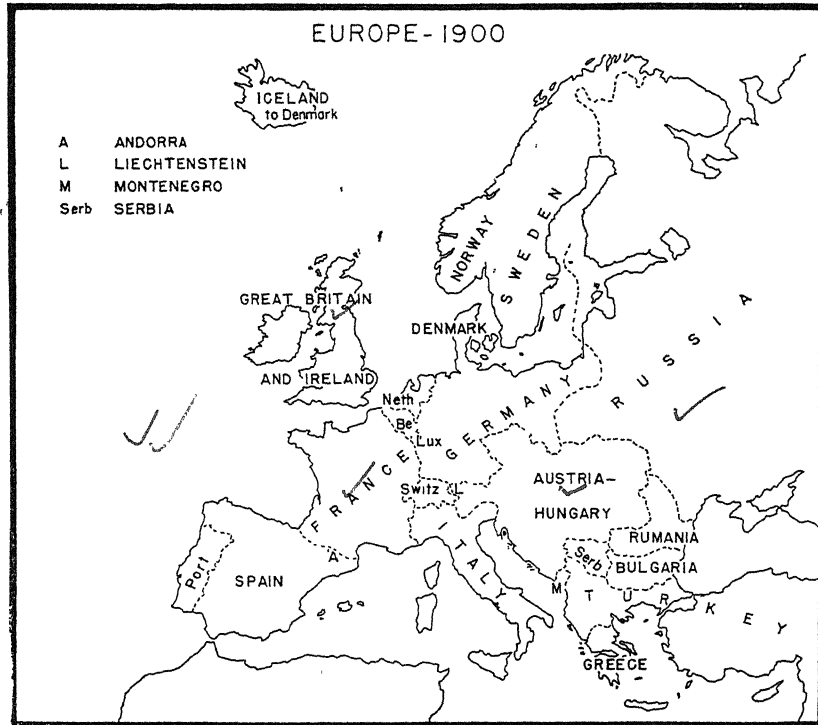 EUROPE-1900
ICELAND
to Denmark
A ANDORRA
L LIECHTENSTEIN
M MONTENEGRO
Serb SERBIA
NORWAY
SWEDEN
GREAT BRITAIN
AND IRELAND
DENMARK
RUSSIA
Neth
Be
Lux
GERMANY
FRANCE
Switz
L
AUSTRIA-
HUNGARY
ITALY
RUMANIA
Serb
BULGARIA
Port
SPAIN
A
M
TURKEY
GREECE